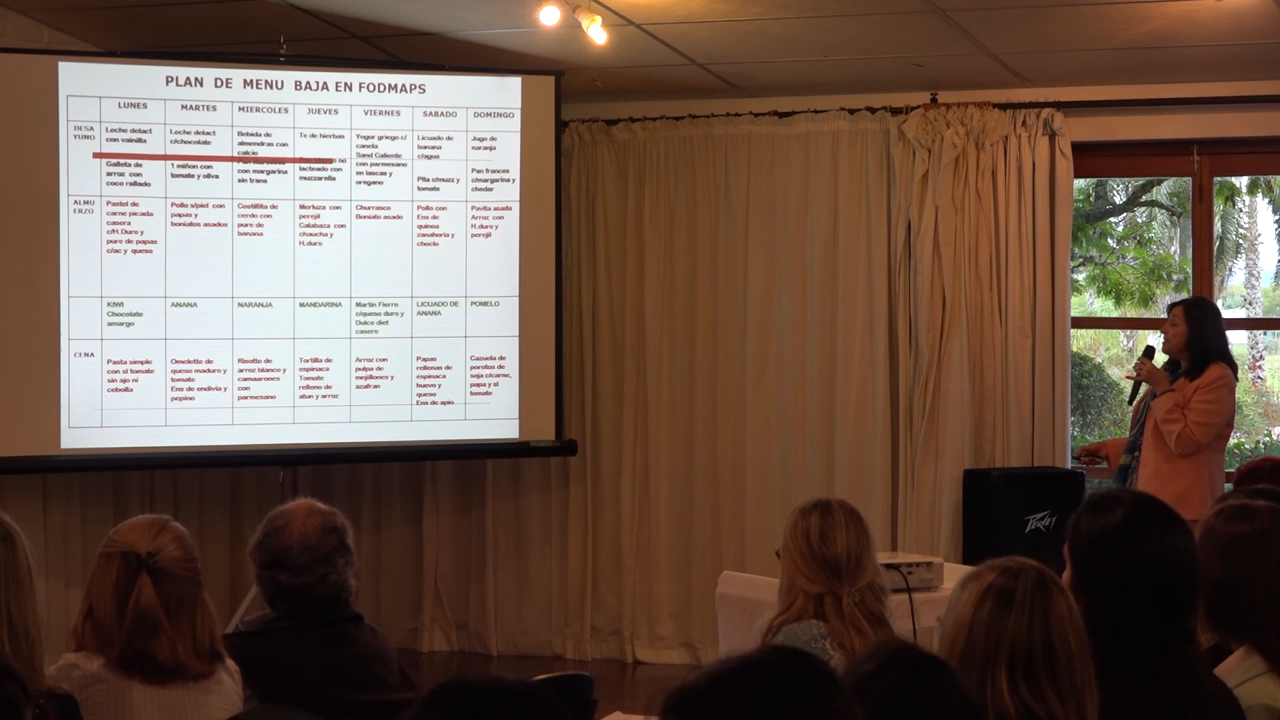 PLAN DE MENU BAJA EN FODMAPS
LUNES MARTES MIERCOLES JUEVES VIERNES SABADO DOMINGO
DESA
YUNO
Leche delact
con vainilla
Galleta de
arroz con
coco rallado
Leche delact
c/chocolate
1 miñon con
tomate y oliva
Bebida de
almendras con
calcio
con margarina
sin trans
Te de hierbas
no
lacteado con
muzzarella
Yogur griego c/
canela
Sand Caliente
con parmesano
en lascas y
oregano
Licuado de
banana
c/agua
Pita c/muzz y
tomate
Jugo de
naranja
Pan frances
c/margarina y
chedar
ALMU
ERZO
Pastel de
carne picada
casera
c/H.Duro y
pure de papas
c/ac y queso
Pollo s/piel con
papas y
boniatos asados
Costillita de
cerdo con
pure de
banana
Merluza con
perejil
Calabaza con
chaucha y
H.duro
Churrasco
Boniato asado
Pollo con
Ens de
quinoa
zanahoria y
choclo
Pavita asada
Arroz con
H.duro y
perejil
KIWI
Chocolate
amargo
ANANA
NARANJA
MANDARINA
Martin Fierro
c/queso duro y
Dulce diet
casero
LICUADO DE
ANANA
POMELO
CENA
Pasta simple
con sl tomate
sin ajo ni
cebolla
Omelette de
queso maduro y
tomate
Ens de endivia y
pepino
Risotto de
arroz blanco y
camaarones
con
parmesano
Tortilla de
espinaca
Tomate
relleno de
atun y arroz
Arroz con
pulpa de
mejillones y
azafran
Papas
rellenas de
espinaca
huevo y
queso
Ens de apio
Cazuela de
porotos de
soja c/carne,
papa y sl
tomate
PEAVEY